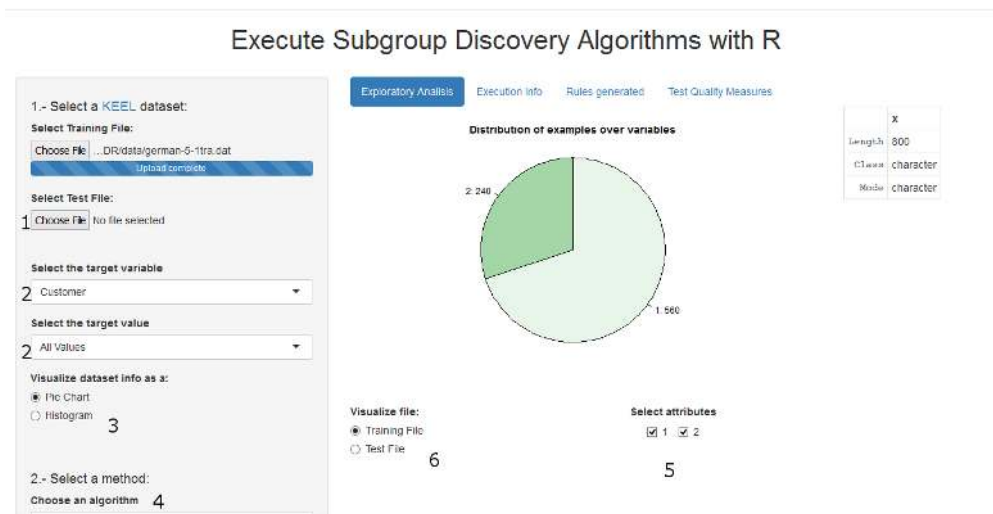 Execute Subgroup Discovery Algorithms with R
1.- Select a KEEL dataset:
Select Training File:
Choose File ...DR/data/german-5-1tra.dat
Upload complete
Select Test File:
1 Choose File No file selected
Select the target variable
2 Customer
Select the target value
2 All Values
Visualize dataset info as a:
Pie Chart
Histogram
3
2.- Select a method:
Choose an algorithm 4
Exploratory Analisis Execution Info Rules generated Test Quality Measures
Distribution of examples over variables
2: 240
1: 560
Visualize file:
Training File
Test File
6
Select attributes
1 2
5
x
Length 800
Class character
Mode character